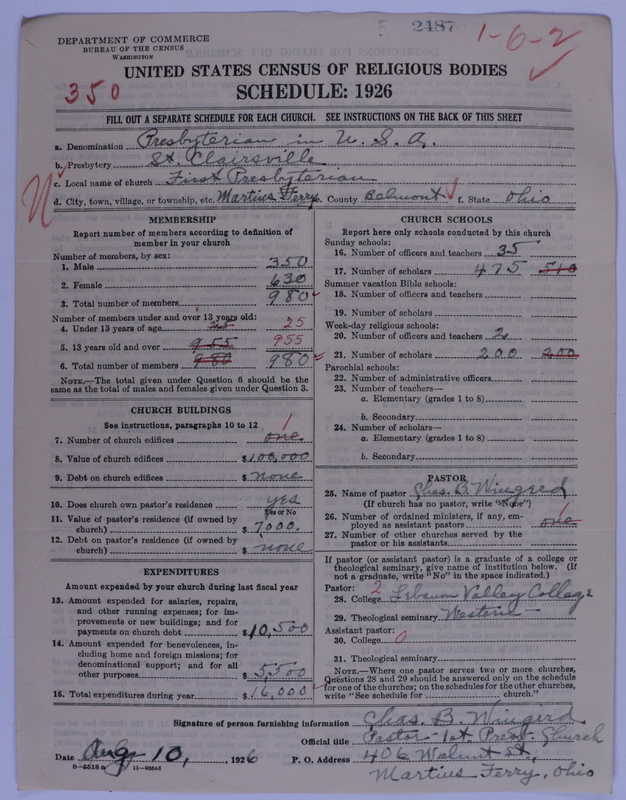 2487
1-6-2
DEPARTMENT OF COMMERCE
BUREAU OF THE CENSUS
WASHINGTON
UNITED STATES CENSUS OF RELIGIOUS BODIES
350
SCHEDULE: 1926
FILL OUT A SEPARATE SCHEDULE FOR EACH CHURCH. SEE INSTRUCTIONS ON THE BACK OF THIS SHEET
a. Denomination Presbyterian in U. S. A.
b. Presbytery St. Clairsville
c. Local name of church First Presbyterian
d. City, town, village, or township, etc. Martins Ferry e. County Belmont f. State Ohio
MEMBERSHIP
Report number of members according to definition of
member in your church
Number of members, by sex:
1. Male 350
2. Female 630
3. Total number of members 980
Number of members under and over 13 years old:
4. Under 13 years of age 25 25
5. 13 years old and over 955 955
6. Total number of members 980 980
NOTE.—The total given under Question 6 should be the
same as the total of males and females given under Question 3.
CHURCH BUILDINGS
See instructions, paragraphs 10 to 12
7. Number of church edifices one 1
8. Value of church edifices $100,000
9. Debt on church edifices $ none
10. Does church own pastor's residence yes
Yes or No
11. Value of pastor's residence (if owned by
church) $ 7,000.
12. Debt on pastor's residence (if owned by
church) $ none
EXPENDITURES
Amount expended by your church during last fiscal year
13. Amount expended for salaries, repairs,
and other running expenses; for im-
provements or new buildings; and for
payments on church debt $10,500
14. Amount expended for benevolences, in-
cluding home and foreign missions; for
denominational support; and for all
other purposes $ 5500
15. Total expenditures during year $ 16,000
CHURCH SCHOOLS
Report here only schools conducted by this church
Sunday schools:
16. Number of officers and teachers 35
17. Number of scholars 475 510
Summer vacation Bible schools:
18. Number of officers and teachers
19. Number of scholars
Week-day religious schools:
20. Number of officers and teachers 2
21. Number of scholars 200 200
Parochial schools:
22. Number of administrative officers
23. Number of teachers—
a. Elementary (grades 1 to 8)
b. Secondary
24. Number of scholars—
a. Elementary (grades 1 to 8)
b. Secondary
PASTOR
25. Name of pastor Chas. B. Wingerd
(If church has no pastor, write "None")
26. Number of ordained ministers, if any, em-
ployed as assistant pastors one 1
27. Number of other churches served by the
pastor or his assistants
If pastor (or assistant pastor) is a graduate of a college or
theological seminary, give name of institution below. (If
not a graduate, write "No" in the space indicated.)
Pastor: 2
28. College Lebanon Valley College
29. Theological seminary Western —
Assistant pastor:
30. College 0
31. Theological seminary
NOTE.—Where one pastor serves two or more churches,
Questions 28 and 29 should be answered only on the schedule
for one of the churches; on the schedules for the other churches,
write "See schedule for church."
Signature of person furnishing information Chas. B. Wingerd
Official title Pastor 1st. Pres. Church
Date Aug 10, 1926 P. O. Address 406 Walnut St.,
Martins Ferry, Ohio
8—5518 a 11—9664d